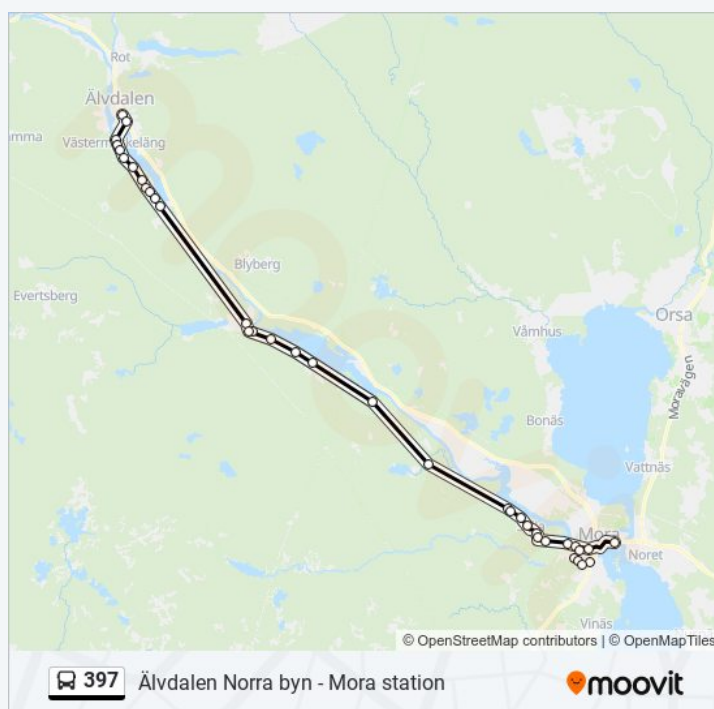 Rot
Älvdalen
Västermyckeläng
Blyberg
Evertsberg
Våmhus
Orsa
Moravägen
Bonäs
Vattnäs
Mora
Noret
Vinäs
© OpenStreetMap contributors | © OpenMapTiles
397 Älvdalen Norra byn - Mora station
moovit